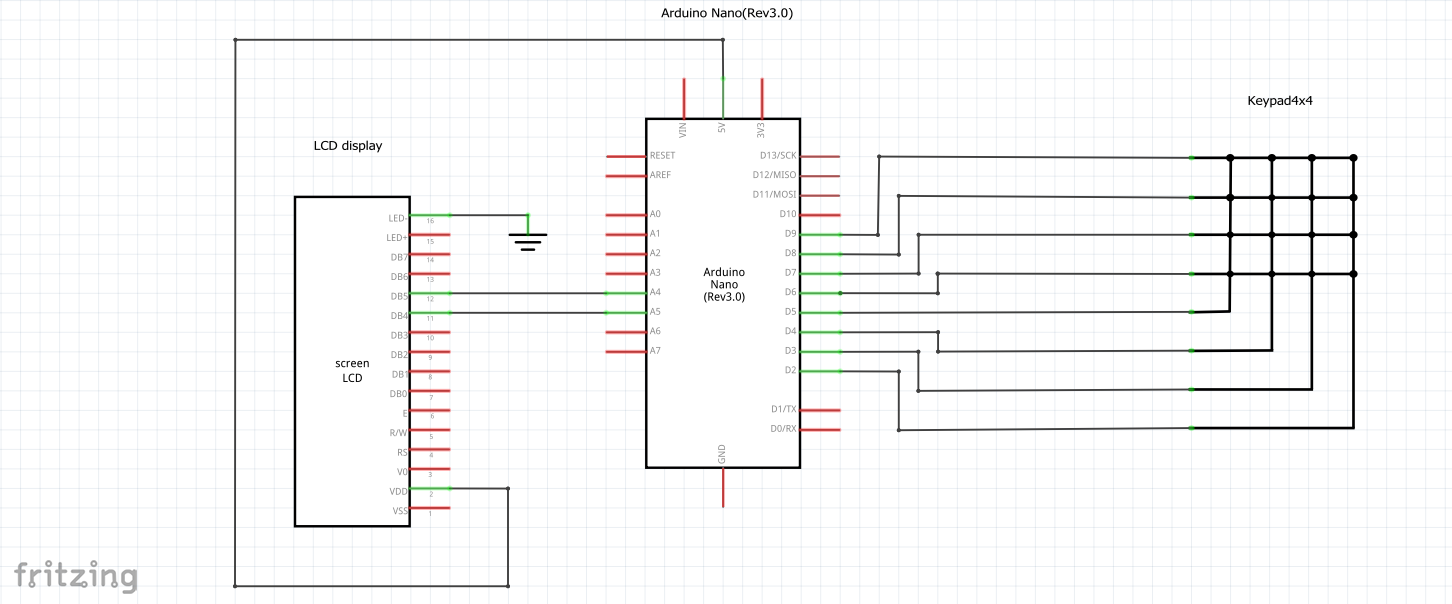 Arduino Nano(Rev3.0)
Keypad4x4
LCD display
VIN
5V
3V3
RESET
AREF
A0
A1
A2
A3
A4
A5
A6
A7
Arduino
Nano
(Rev3.0)
D13/SCK
D12/MISO
D11/MOSI
D10
D9
D8
D7
D6
D5
D4
D3
D2
D1/TX
D0/RX
GND
LED- 16
LED+ 15
DB7 14
DB6 13
DB5 12
DB4 11
DB3 10
DB2 9
DB1 8
DB0 7
E 6
R/W 5
RS 4
V0 3
VDD 2
VSS 1
screen
LCD
fritzing